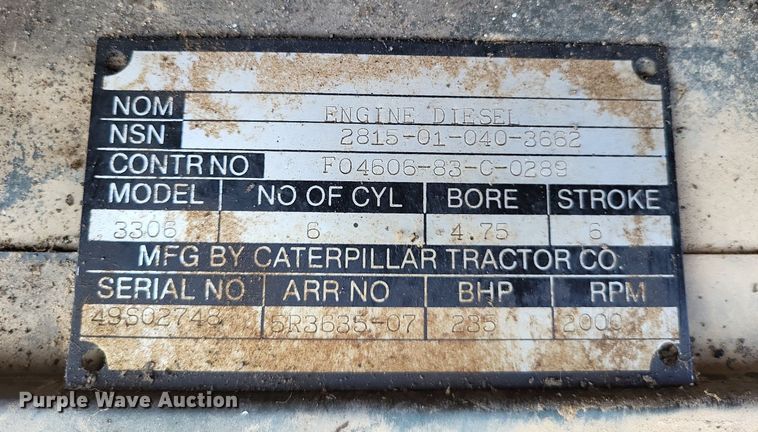 NOM ENGINE DIESEL
NSN 2815-01-040-3662
CONTR NO F04606-83-C-0289
MODEL NO OF CYL BORE STROKE
3306 6 4.75 6
MFG BY CATERPILLAR TRACTOR CO.
SERIAL NO ARR NO BHP RPM
49S02748 6R3635-07 235 2000
Purple Wave Auction